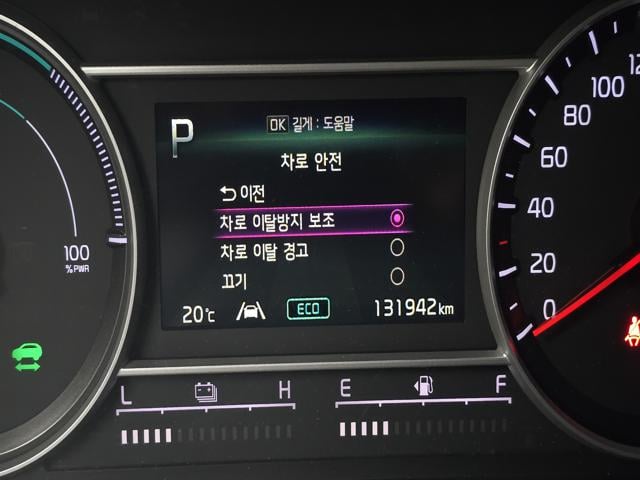 P
OK 길게 : 도움말
차로 안전
이전
차로 이탈방지 보조
차로 이탈 경고
끄기
20℃ ECO 131942 km
100
%PWR
L H
E F
0
20
40
60
80
100